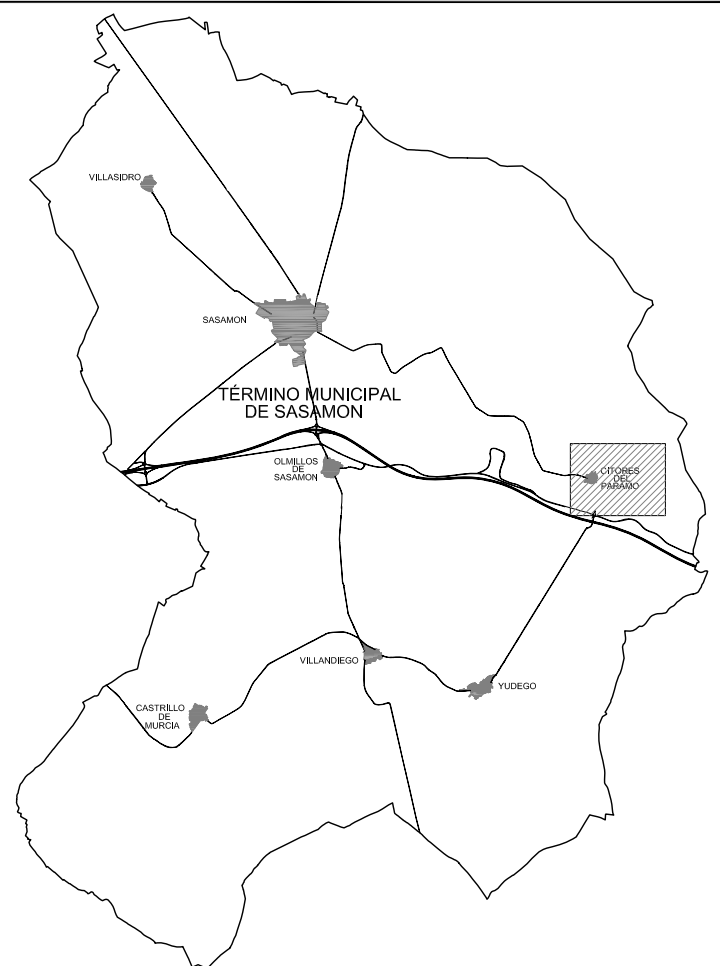 VILLASIDRO
SASAMON
TÉRMINO MUNICIPAL
DE SASAMON
OLMILLOS
DE
SASAMON
CITORES
DEL
PARAMO
VILLANDIEGO
YUDEGO
CASTRILLO
DE
MURCIA